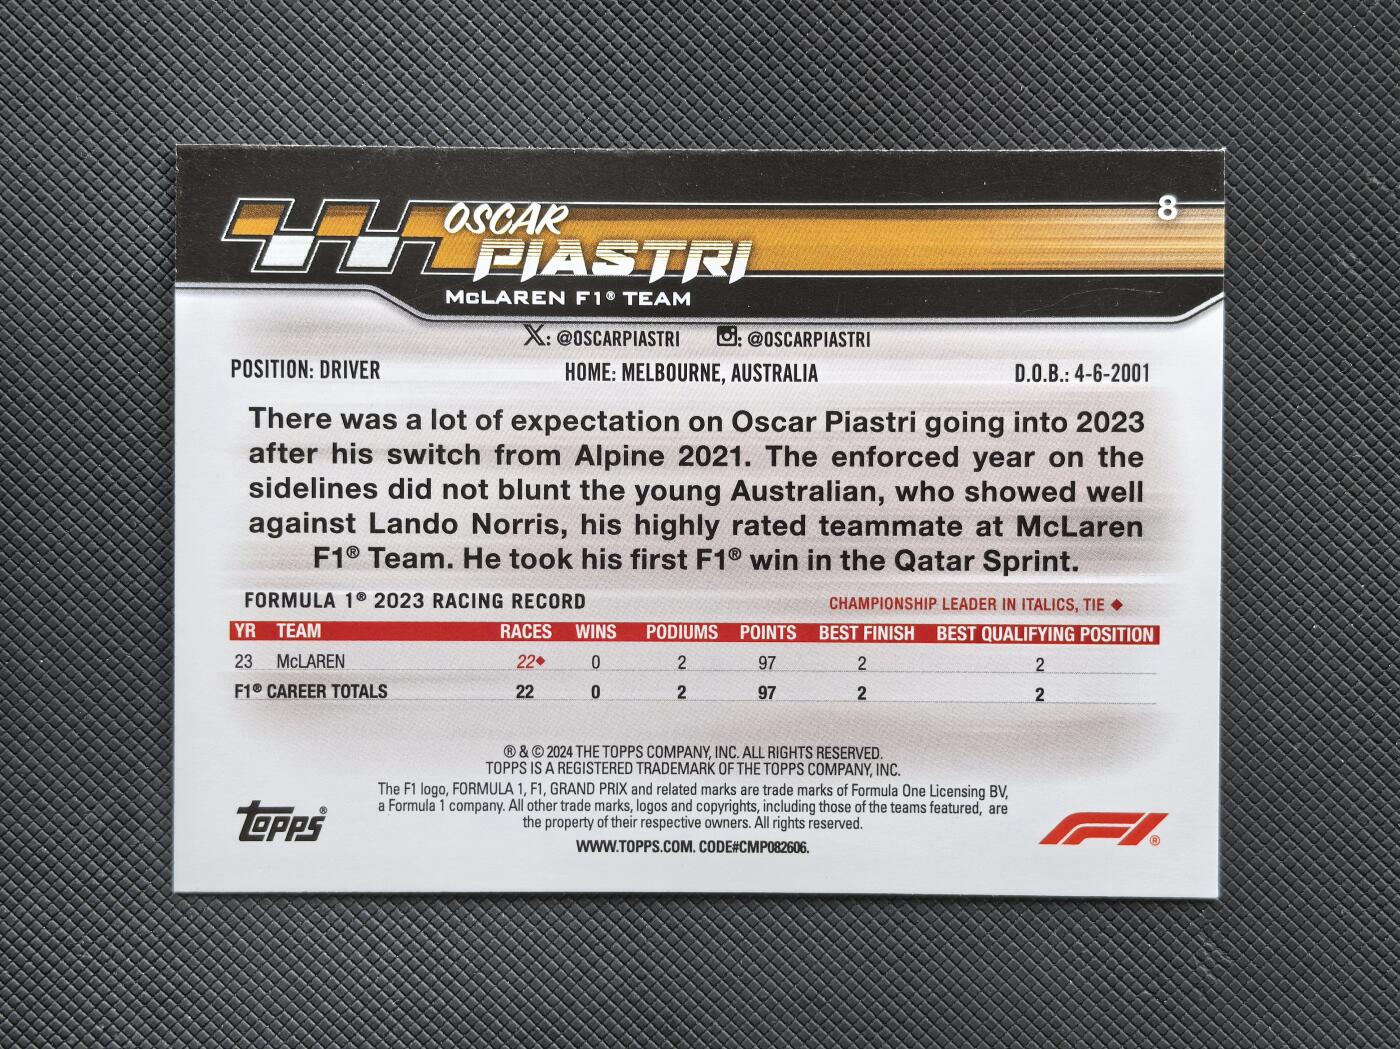 8
OSCAR
PIASTRI
McLAREN F1® TEAM
X: @OSCARPIASTRI : @OSCARPIASTRI
POSITION: DRIVER HOME: MELBOURNE, AUSTRALIA D.O.B.: 4-6-2001
There was a lot of expectation on Oscar Piastri going into 2023
after his switch from Alpine 2021. The enforced year on the
sidelines did not blunt the young Australian, who showed well
against Lando Norris, his highly rated teammate at McLaren
F1® Team. He took his first F1® win in the Qatar Sprint.
FORMULA 1® 2023 RACING RECORD CHAMPIONSHIP LEADER IN ITALICS, TIE ◆
YR TEAM RACES WINS PODIUMS POINTS BEST FINISH BEST QUALIFYING POSITION
23 McLAREN 22◆ 0 2 97 2 2
F1® CAREER TOTALS 22 0 2 97 2 2
® & © 2024 THE TOPPS COMPANY, INC. ALL RIGHTS RESERVED.
TOPPS IS A REGISTERED TRADEMARK OF THE TOPPS COMPANY, INC.
The F1 logo, FORMULA 1, F1, GRAND PRIX and related marks are trade marks of Formula One Licensing BV,
a Formula 1 company. All other trade marks, logos and copyrights, including those of the teams featured, are
the property of their respective owners. All rights reserved.
WWW.TOPPS.COM. CODE#CMP082606.
topps®
F1®